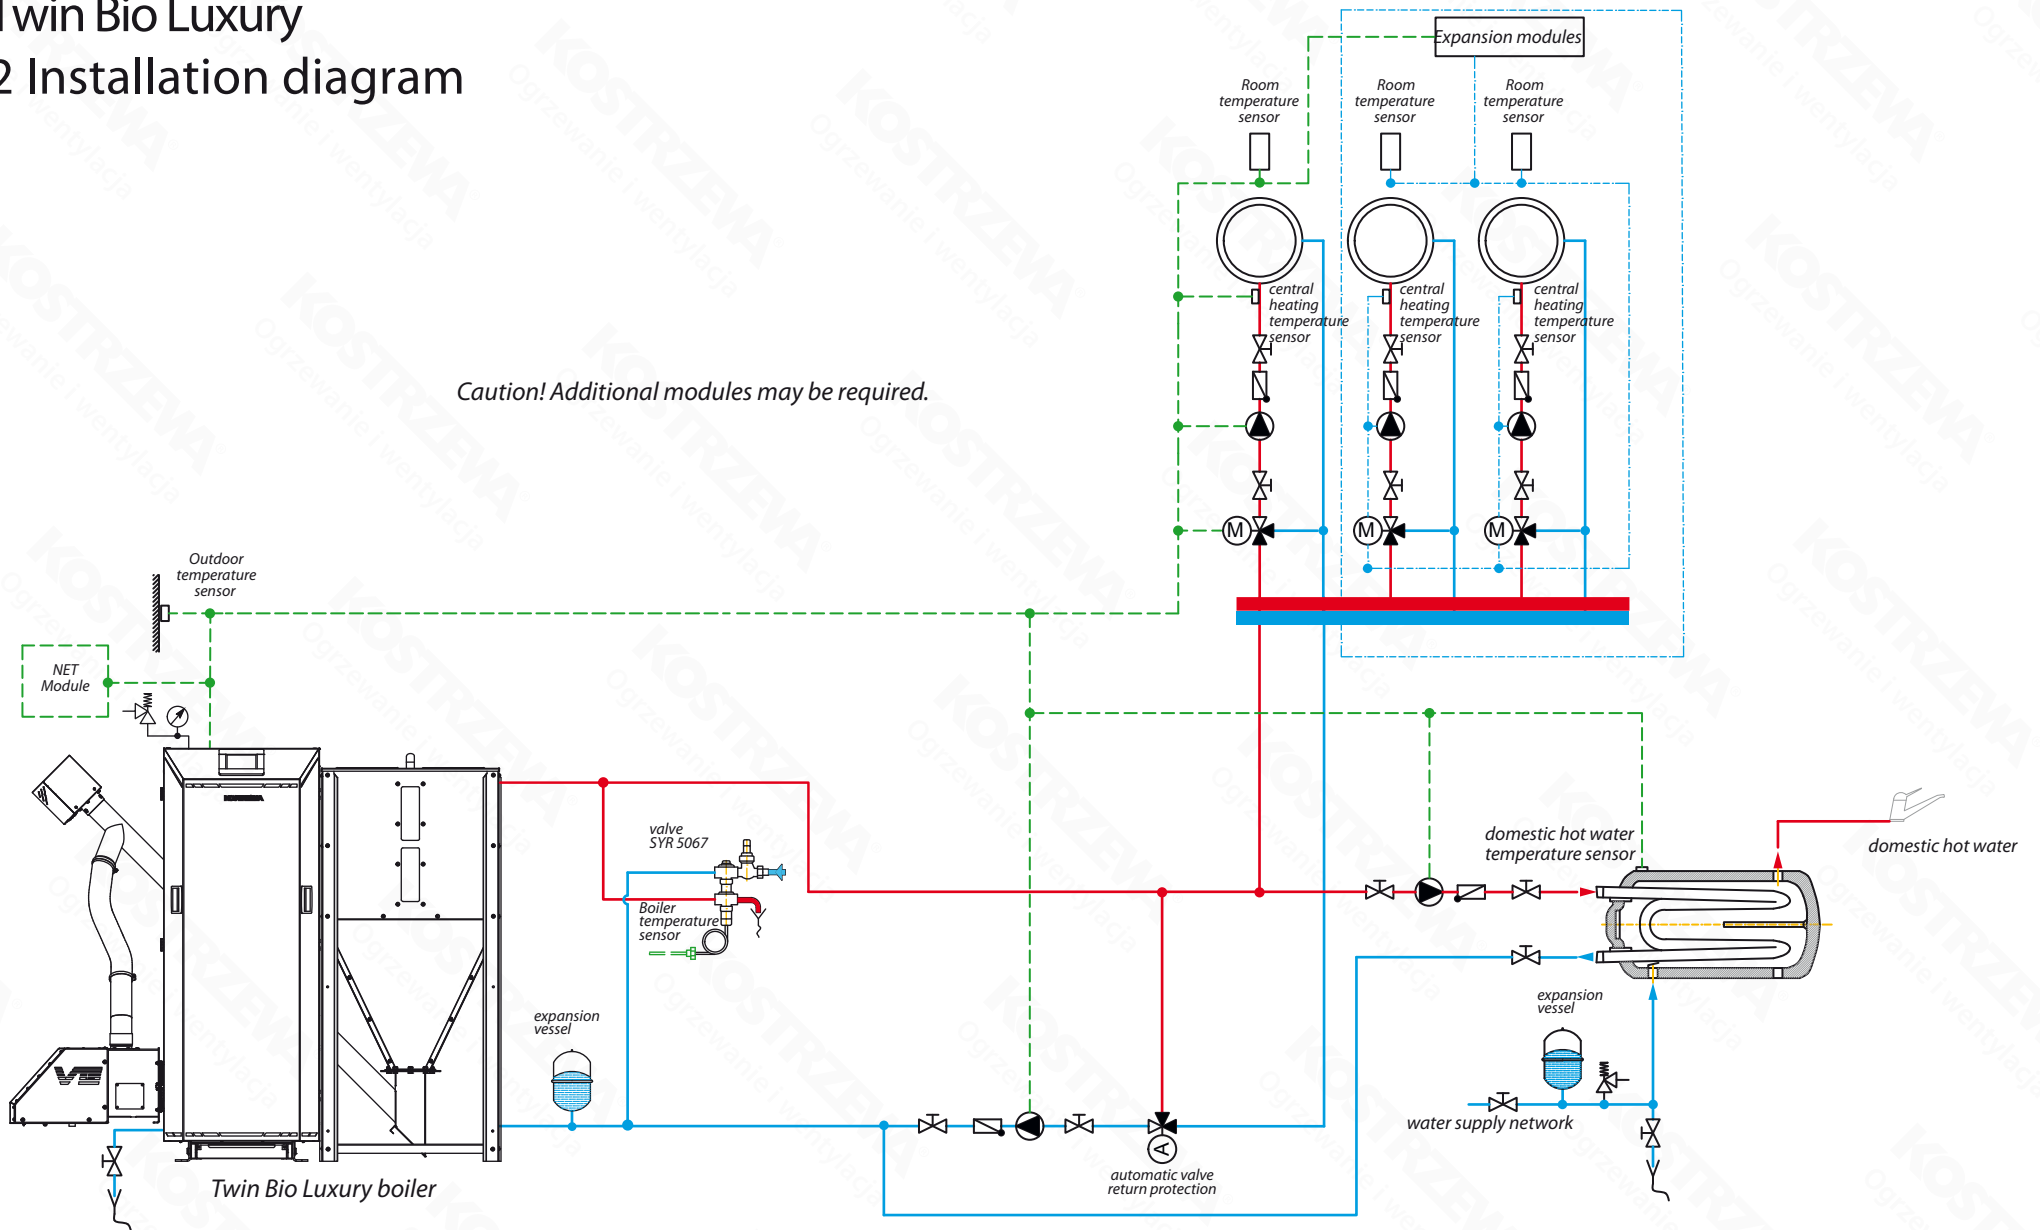 Twin Bio Luxury
2 Installation diagram
Expansion modules
Room
temperature
sensor
Room
temperature
sensor
Room
temperature
sensor
central
heating
temperature
sensor
central
heating
temperature
sensor
central
heating
temperature
sensor
Caution! Additional modules may be required.
M
M
M
Outdoor
temperature
sensor
NET
Module
valve
SYR 5067
Boiler
temperature
sensor
domestic hot water
temperature sensor
domestic hot water
expansion
vessel
expansion
vessel
water supply network
A
automatic valve
return protection
Twin Bio Luxury boiler
KOSTRZEWA
Ogrzewanie i wentylacja